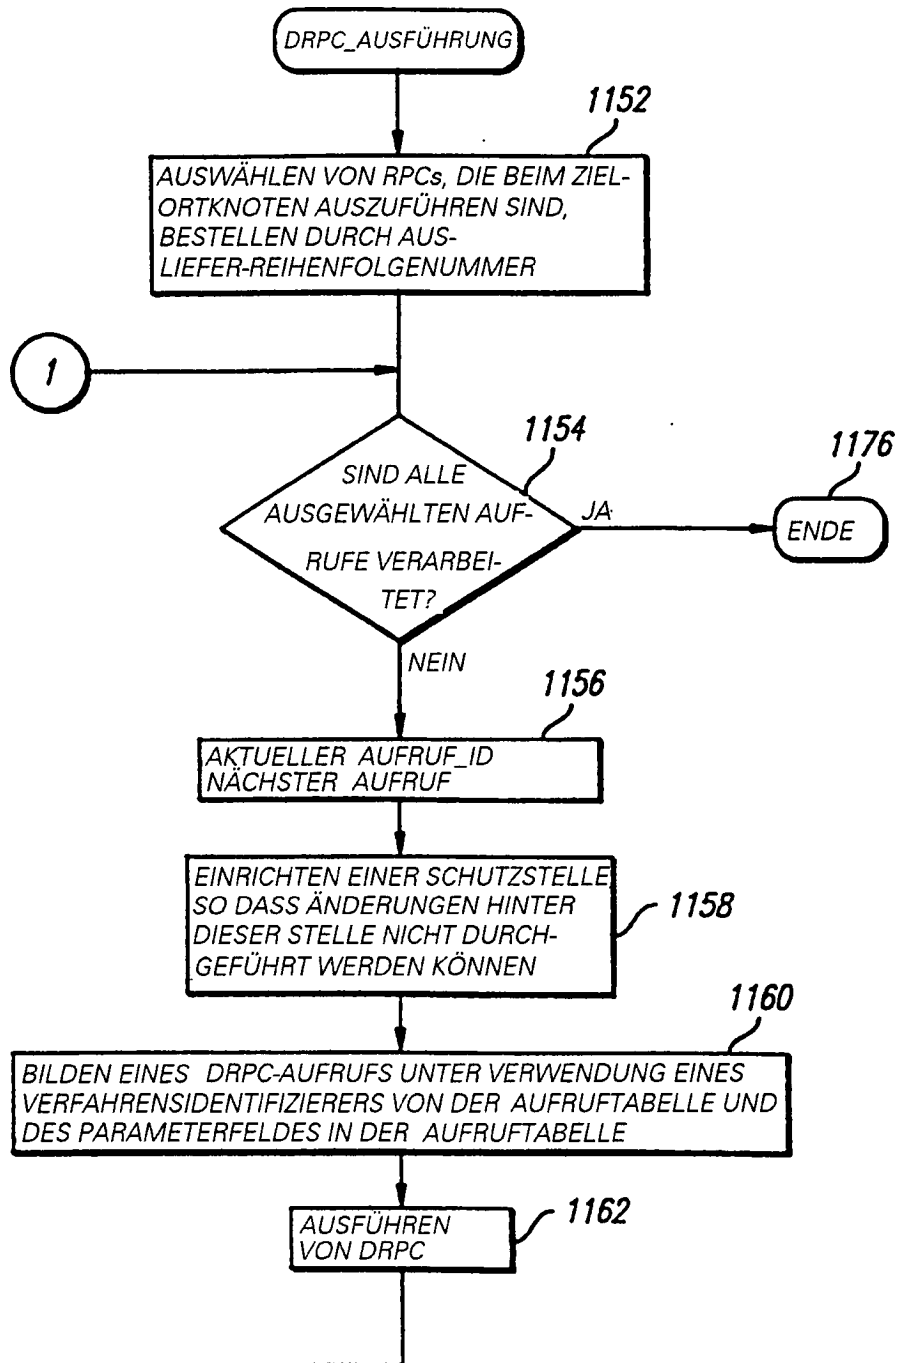 DRPC_AUSFÜHRUNG
1152
AUSWÄHLEN VON RPCs, DIE BEIM ZIEL-
ORTKNOTEN AUSZUFÜHREN SIND,
BESTELLEN DURCH AUS-
LIEFER-REIHENFOLGENUMMER
1
1154
SIND ALLE
AUSGEWÄHLTEN AUF-
RUFE VERARBEI-
TET?
JA
1176
ENDE
NEIN
1156
AKTUELLER AUFRUF_ID
NÄCHSTER AUFRUF
EINRICHTEN EINER SCHUTZSTELLE
SO DASS ÄNDERUNGEN HINTER
DIESER STELLE NICHT DURCH-
GEFÜHRT WERDEN KÖNNEN
1158
1160
BILDEN EINES DRPC-AUFRUFS UNTER VERWENDUNG EINES
VERFAHRENSIDENTIFIZIERERS VON DER AUFRUFTABELLE UND
DES PARAMETERFELDES IN DER AUFRUFTABELLE
1162
AUSFÜHREN
VON DRPC